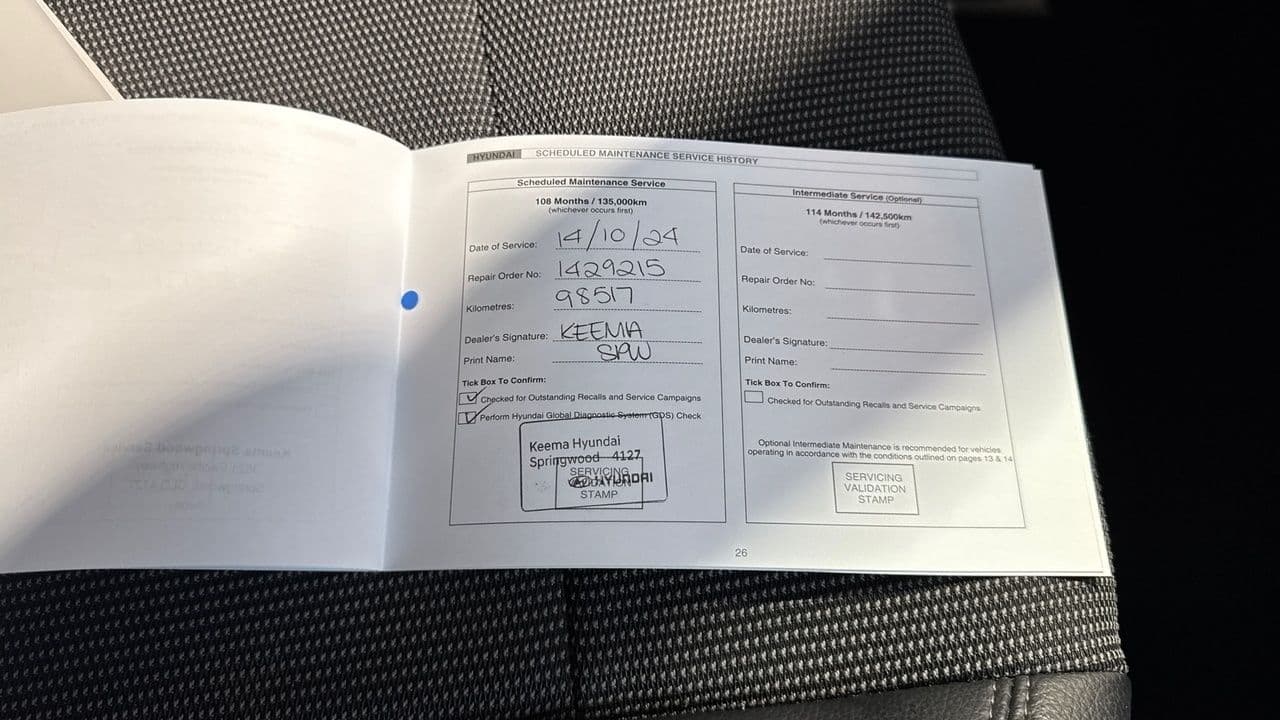 HYUNDAI SCHEDULED MAINTENANCE SERVICE HISTORY
Scheduled Maintenance Service
108 Months / 135,000km
(whichever occurs first)
Date of Service: 14/10/24
Repair Order No: 1429215
Kilometres: 98517
Dealer's Signature: KEEMA
Print Name: SPW
Tick Box To Confirm:
Checked for Outstanding Recalls and Service Campaigns
Perform Hyundai Global Diagnostic System (GDS) Check
Keema Hyundai
Springwood 4127
SERVICING
VALIDATION
HYUNDAI
STAMP
Intermediate Service (Optional)
114 Months / 142,500km
(whichever occurs first)
Date of Service:
Repair Order No:
Kilometres:
Dealer's Signature:
Print Name:
Tick Box To Confirm:
Checked for Outstanding Recalls and Service Campaigns
Optional Intermediate Maintenance is recommended for vehicles
operating in accordance with the conditions outlined on pages 13 & 14
SERVICING
VALIDATION
STAMP
26